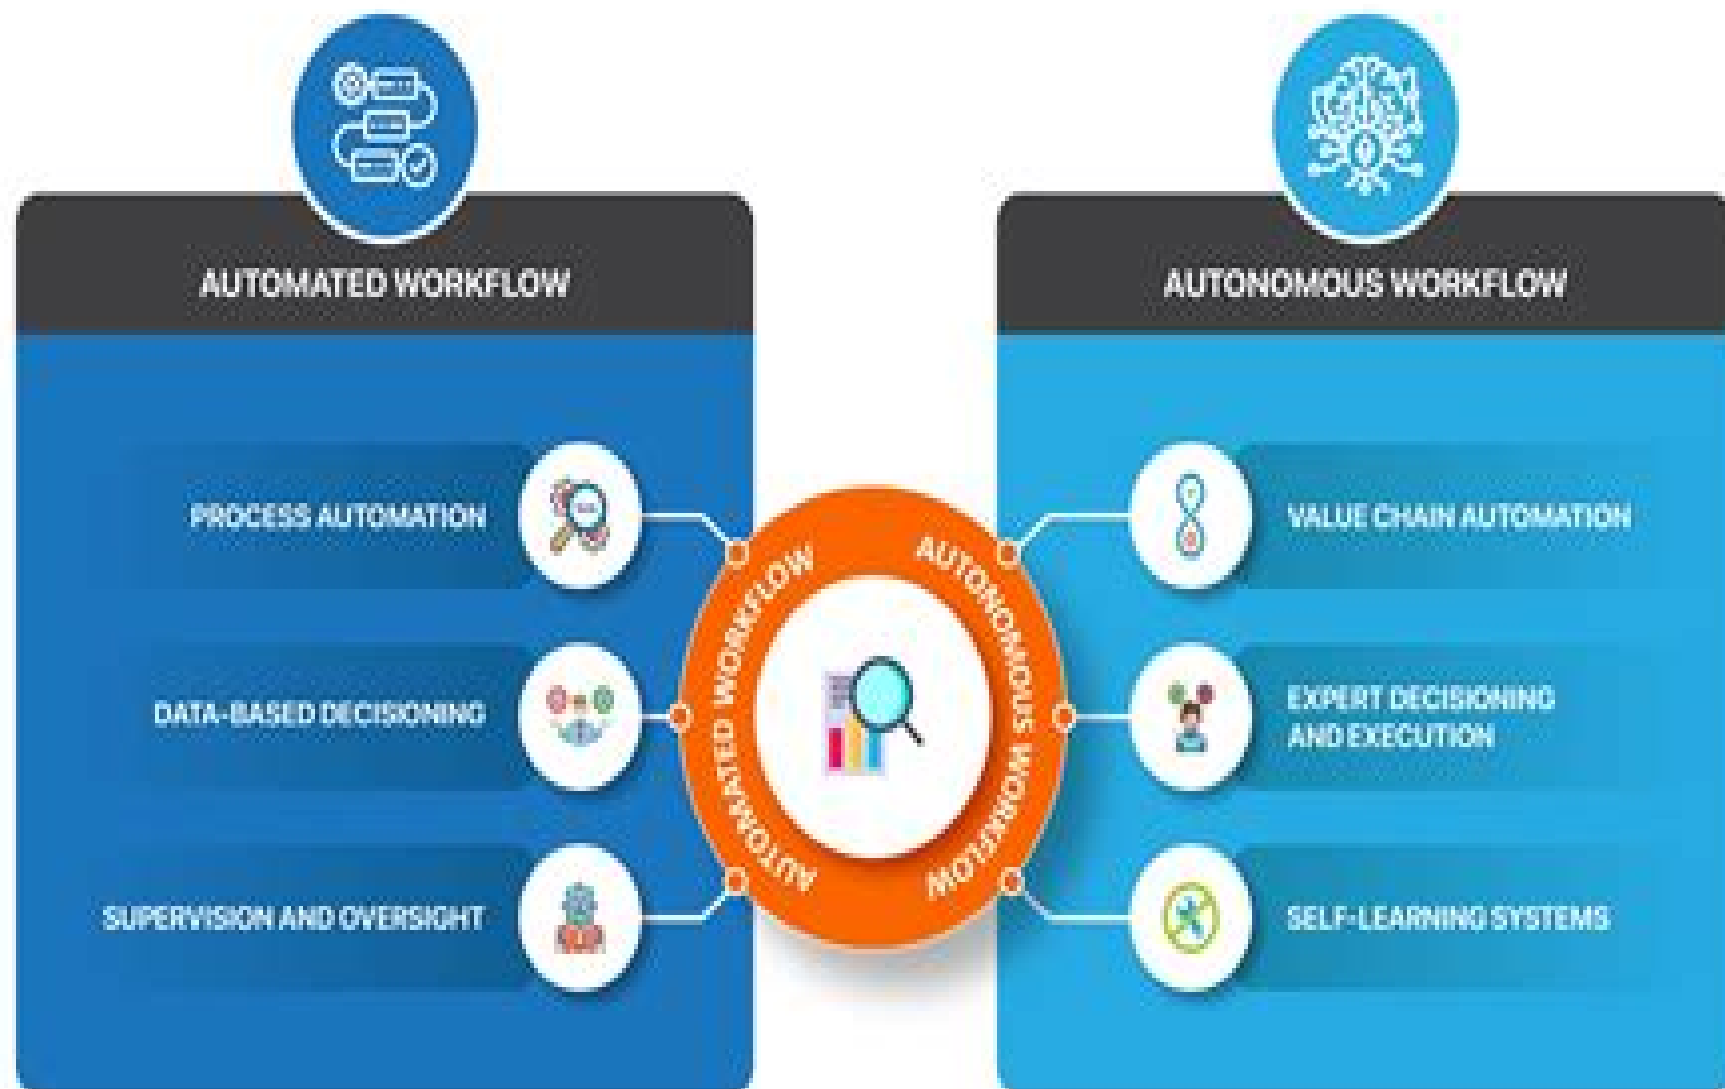 AUTOMATED WORKFLOW
PROCESS AUTOMATION
DATA-BASED DECISIONING
SUPERVISION AND OVERSIGHT
AUTOMATED WORKFLOW
AUTONOMOUS WORKFLOW
AUTONOMOUS WORKFLOW
VALUE CHAIN AUTOMATION
EXPERT DECISIONING
AND EXECUTION
SELF-LEARNING SYSTEMS